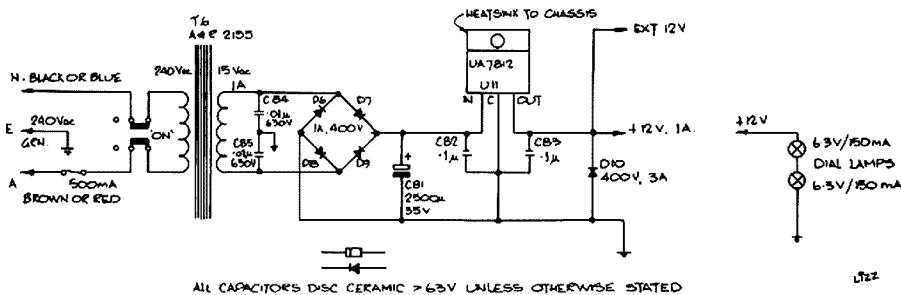 HEATSINK TO CHASSIS
T6
A&R 2155
EXT 12V
UA7812
U11
IN C OUT
N. BLACK OR BLUE
240Vac
15Vac
1A
C84
.01μ
630V
D6
D7
1A, 400V
E
240Vac
GRN.
"ON"
C85
.01μ
630V
D8
D9
C82
.1μ
C83
.1μ
+12V, 1A.
+12V
6.3V/150mA
DIAL LAMPS
6.3V/150mA
A
500mA
BROWN OR RED
+
C81
2500μ
35V
D10
400V, 3A
ALL CAPACITORS DISC CERAMIC >63V UNLESS OTHERWISE STATED